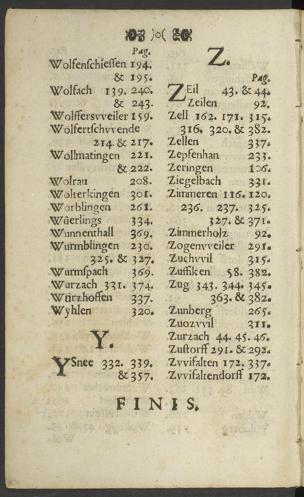 Pag.
Wolfenschiessen 194.
& 195.
Wolfach 139. 240.
& 243.
Wolffersvveiler 159.
Wolfertschvvende
214. & 217.
Wollmatingen 221.
& 222.
Wolrau 208.
Wolterkingen 301.
Worblingen 261.
Wüerlings 334.
Wunnenthall 369.
Wurmblingen 230.
325. & 327.
Wurmspach 369.
Wurzach 331. 374.
Wtirzhoffen 337.
Wyhlen 320.
Y.
YSnee 332. 339.
& 357.
Z.
Pag.
ZEil 43. & 44.
Zeilen 92.
Zell 162. 171. 315.
316. 320. & 382.
Zellen 337.
Zepfenhan 233.
Zeringen 106.
Ziegelbach 331.
Zimmeren 116. 120.
236. 237. 325.
327. & 371.
Zimmerholz 92.
Zogenvveiler 291.
Zuchvvil 315.
Zuffiken 58. 382.
Zug 343. 344. 345.
363. & 382.
Zunberg 265.
Zuozvvil 311.
Zurzach 44. 45. 46.
Zustorff 291. & 292.
Zvvifalten 172. 337.
Zvvifaltendorff 172.
FINIS.